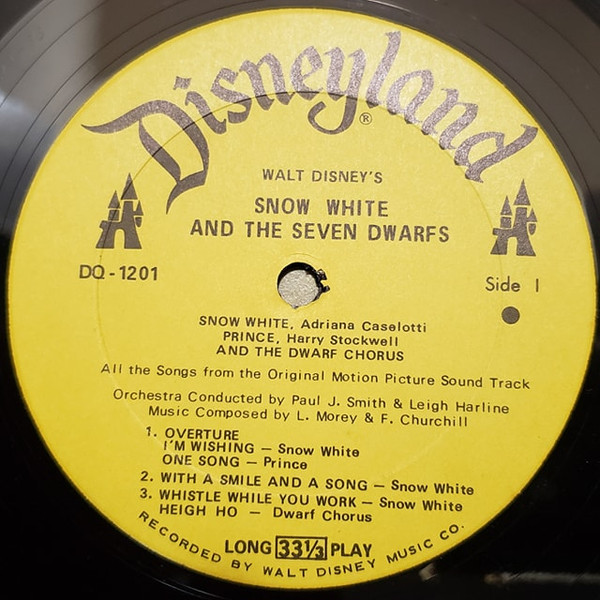 Disneyland®
WALT DISNEY'S
SNOW WHITE
AND THE SEVEN DWARFS
DQ-1201
Side 1
SNOW WHITE, Adriana Caselotti
PRINCE, Harry Stockwell
AND THE DWARF CHORUS
All the Songs from the Original Motion Picture Sound Track
Orchestra Conducted by Paul J. Smith & Leigh Harline
Music Composed by L. Morey & F. Churchill
1. OVERTURE
I'M WISHING — Snow White
ONE SONG — Prince
2. WITH A SMILE AND A SONG — Snow White
3. WHISTLE WHILE YOU WORK — Snow White
HEIGH HO — Dwarf Chorus
LONG 33⅓ PLAY
RECORDED BY WALT DISNEY MUSIC CO.